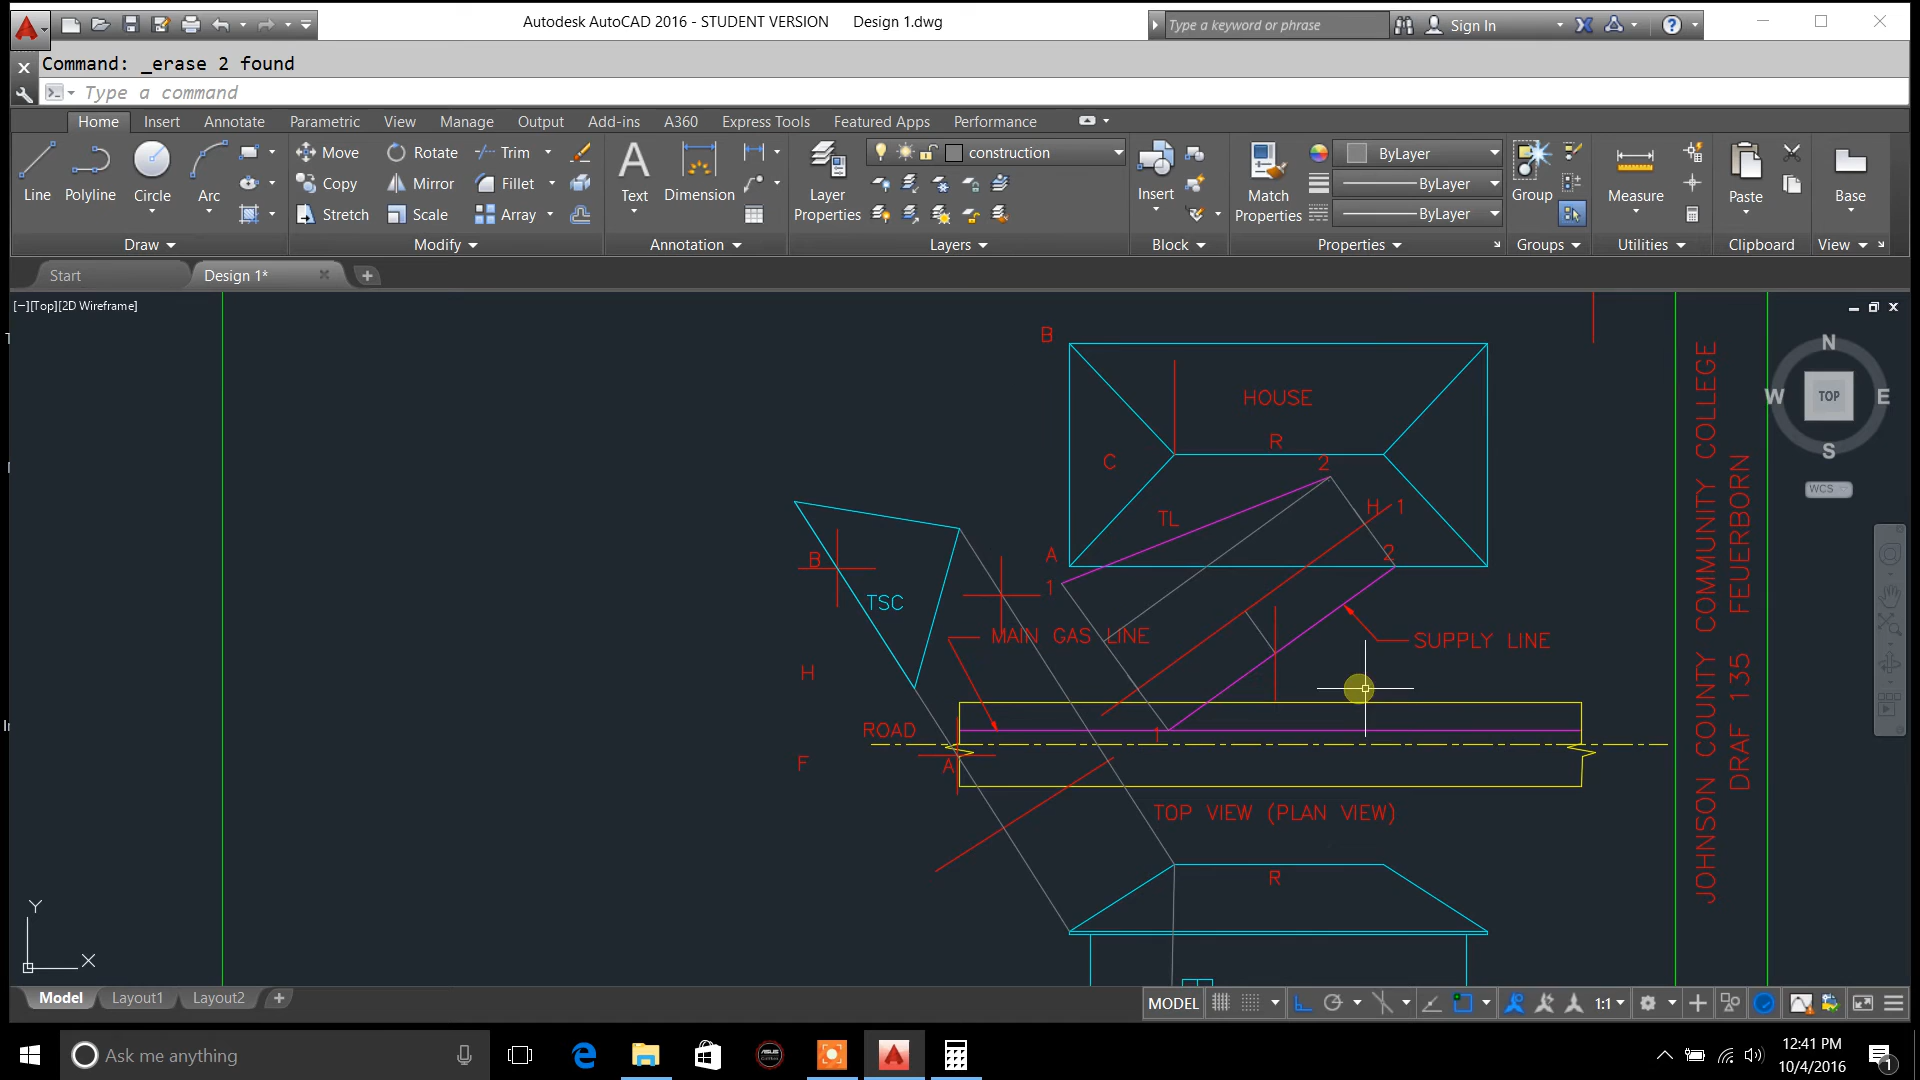 Autodesk AutoCAD 2016 - STUDENT VERSION Design 1.dwg
Type a keyword or phrase
Sign In
Command: _erase 2 found
Type a command
Home Insert Annotate Parametric View Manage Output Add-ins A360 Express Tools Featured Apps Performance
Line Polyline Circle Arc
Move Rotate Trim
Copy Mirror Fillet
Stretch Scale Array
Text Dimension
Layer Properties
construction
Insert
Match Properties
ByLayer
ByLayer
ByLayer
Group
Measure
Paste
Base
Draw Modify Annotation Layers Block Properties Groups Utilities Clipboard View
Start Design 1*
[−][Top][2D Wireframe]
B
HOUSE
R
C
2
H 1
TL
A
2
1
B
TSC
MAIN GAS LINE
SUPPLY LINE
H
ROAD
1
F
A
TOP VIEW (PLAN VIEW)
R
JOHNSON COUNTY COMMUNITY COLLEGE
DRAF 135 FEUERBORN
N
W TOP E
S
WCS
Y
X
Model Layout1 Layout2
MODEL
1:1
Ask me anything
12:41 PM
10/4/2016
1